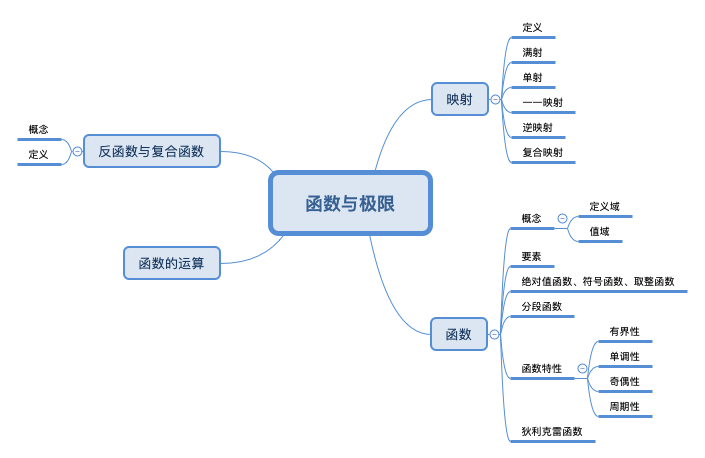 函数与极限
映射
定义
满射
单射
一一映射
逆映射
复合映射
函数
概念
定义域
值域
要素
绝对值函数、符号函数、取整函数
分段函数
函数特性
有界性
单调性
奇偶性
周期性
狄利克雷函数
反函数与复合函数
概念
定义
函数的运算